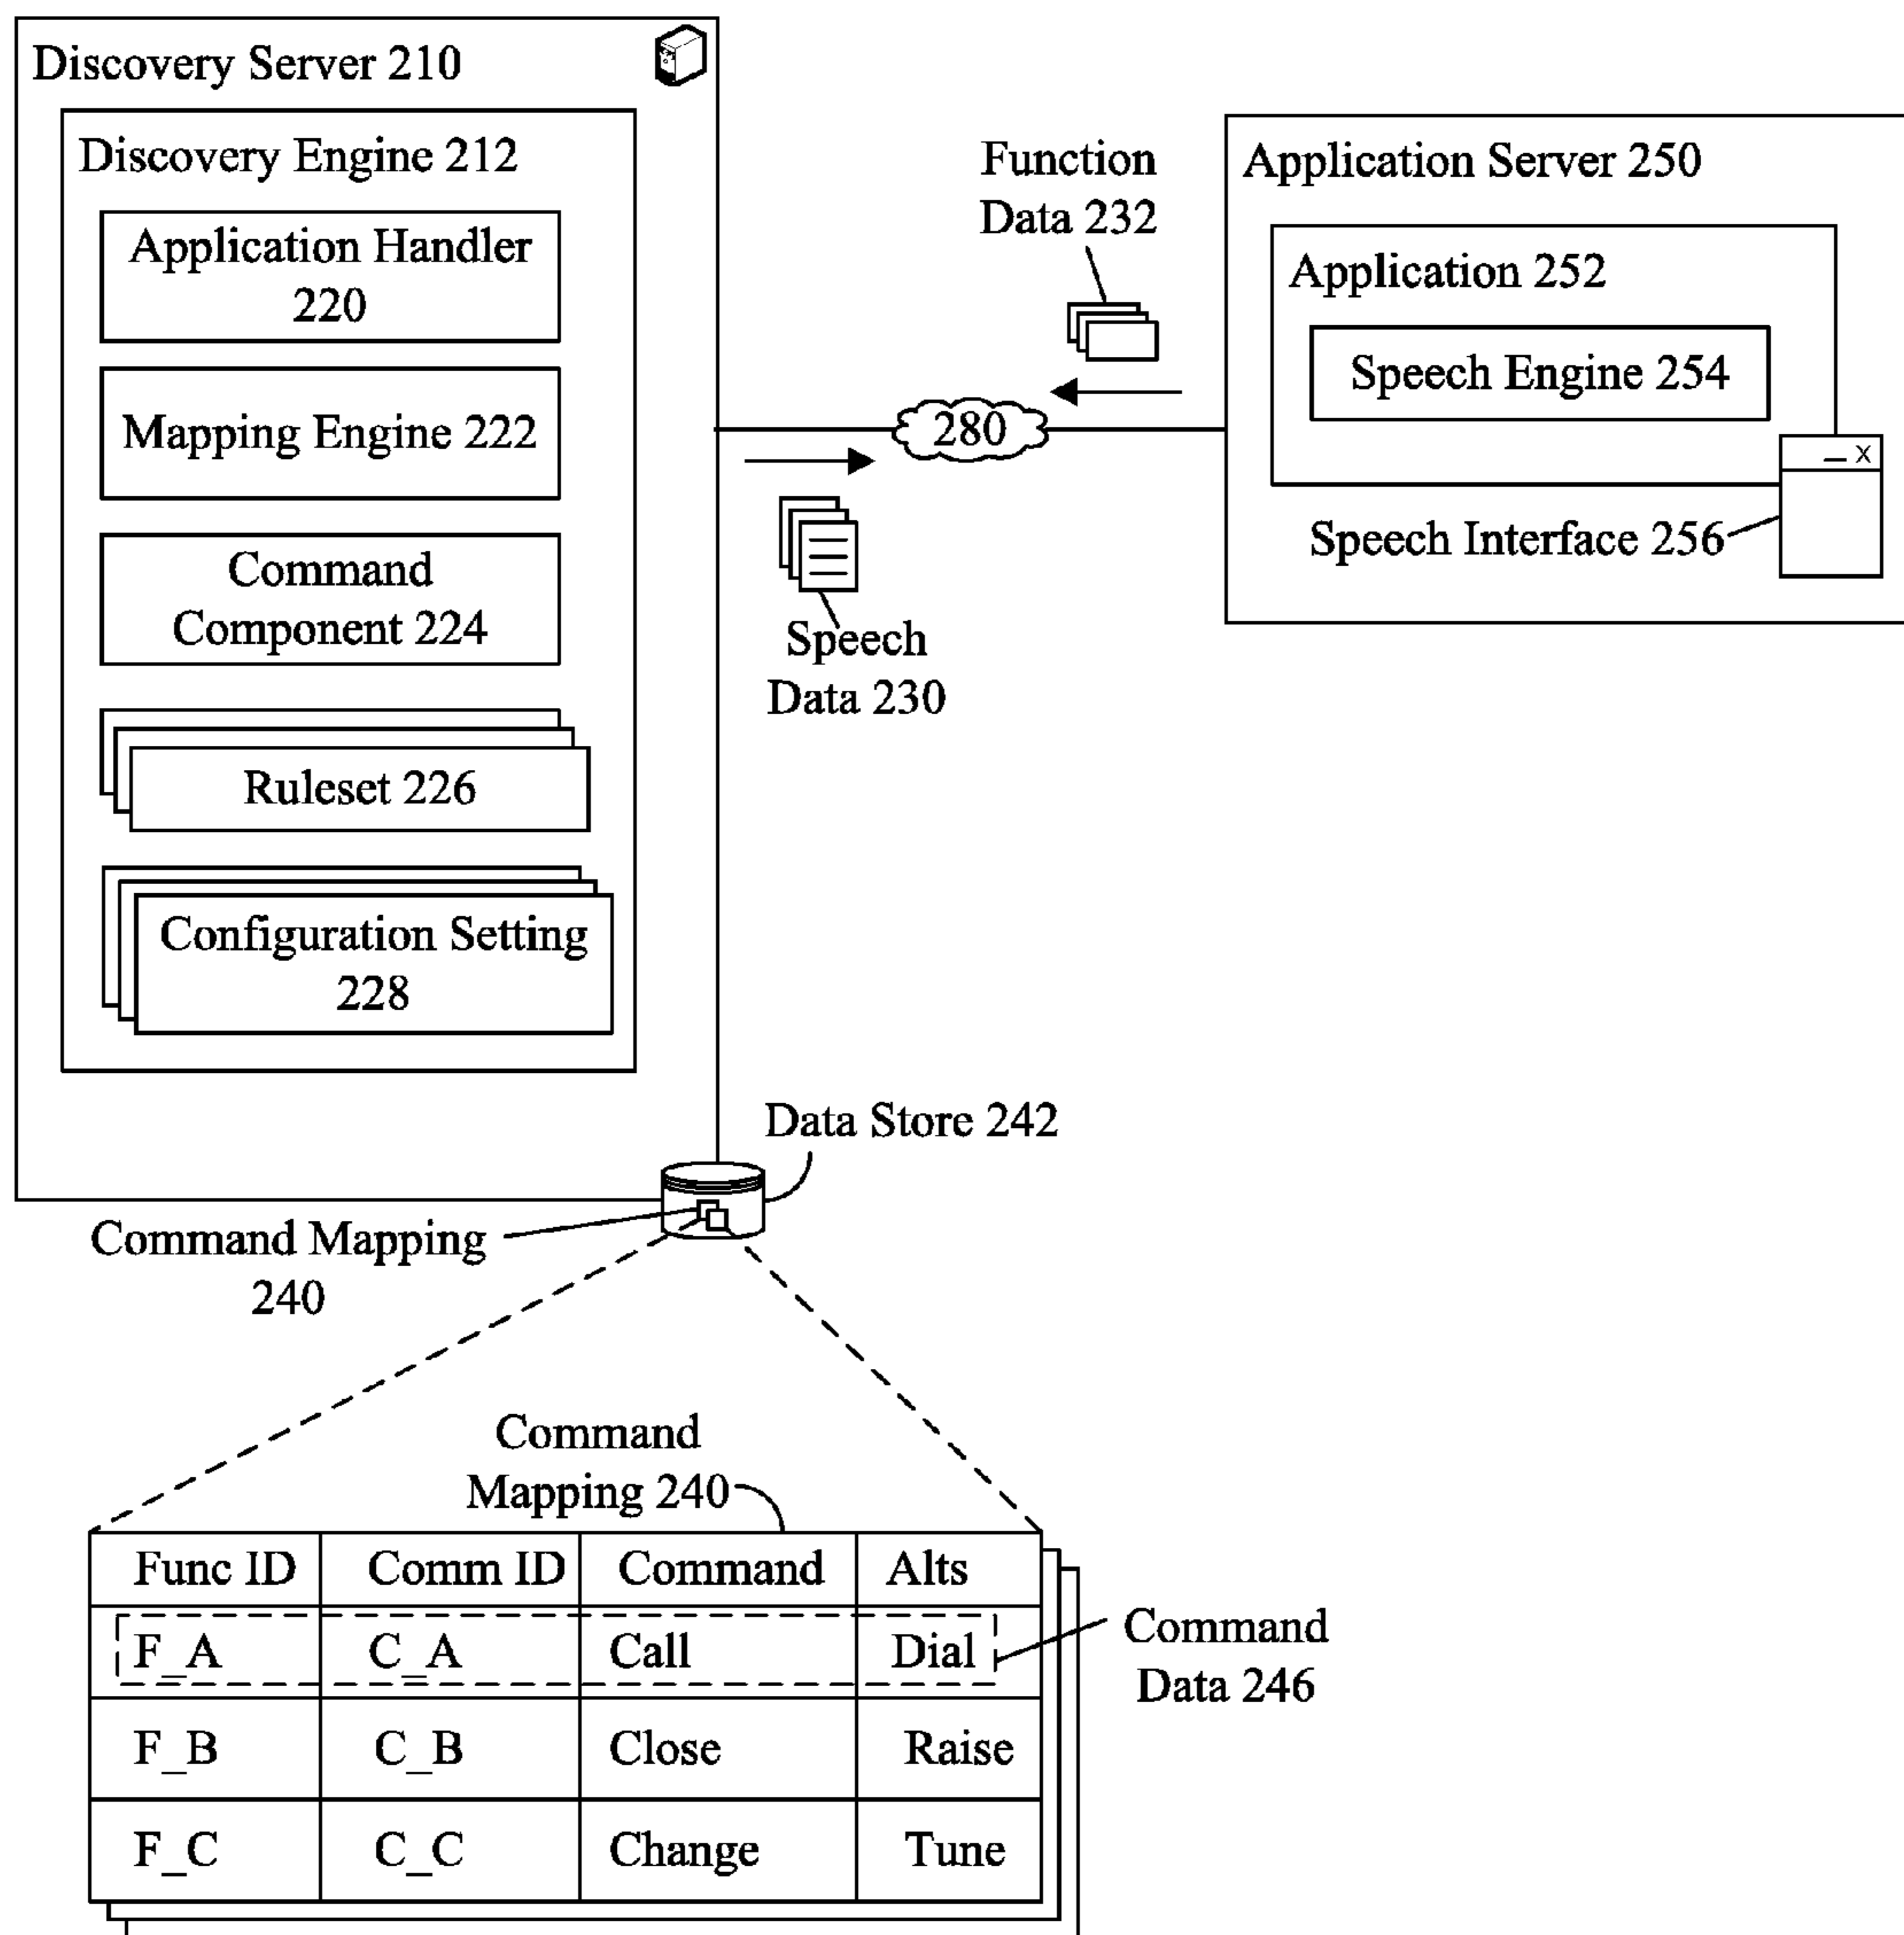 Discovery Server 210
Discovery Engine 212
Application Handler
220
Mapping Engine 222
Command
Component 224
Ruleset 226
Configuration Setting
228
Function
Data 232
280
Speech
Data 230
Application Server 250
Application 252
Speech Engine 254
_ X
Speech Interface 256
Data Store 242
Command Mapping
240
Command
Mapping 240
Func ID Comm ID Command Alts
F_A C_A Call Dial
F_B C_B Close Raise
F_C C_C Change Tune
Command
Data 246